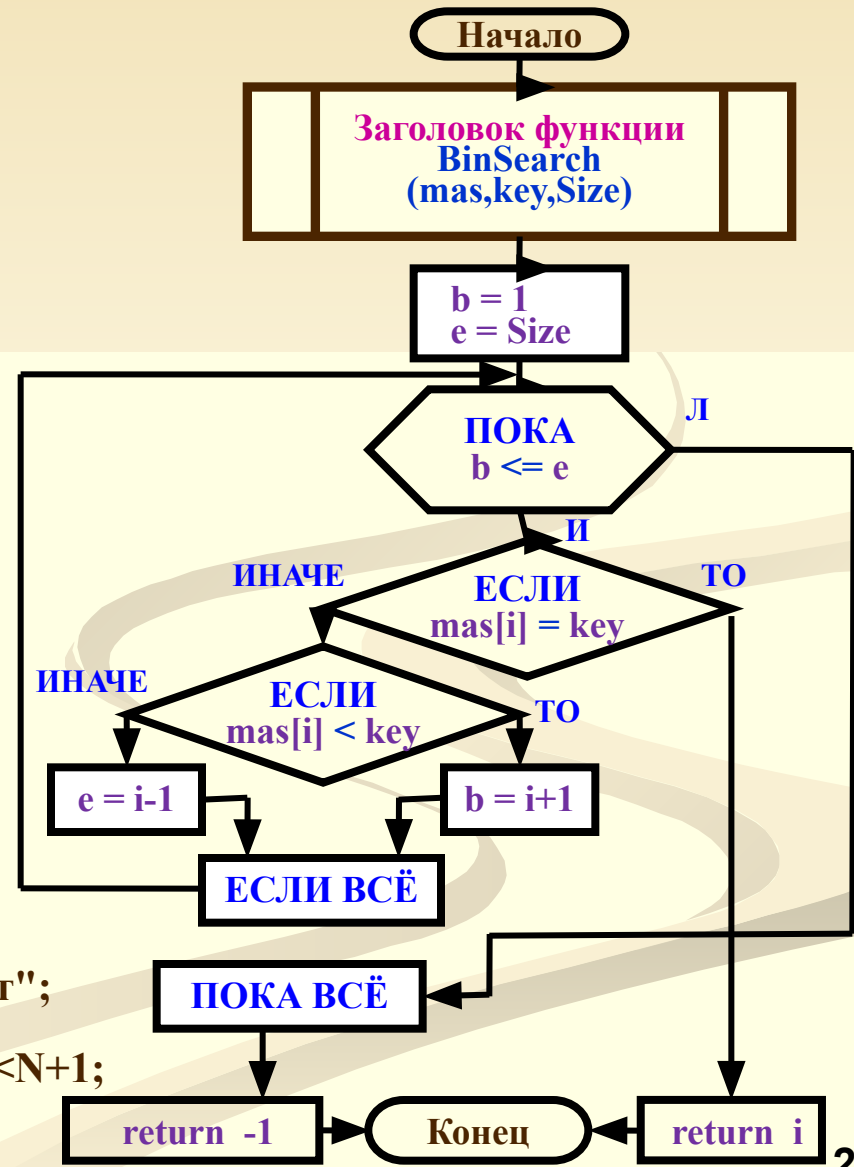 Начало
Заголовок функции
BinSearch
(mas,key,Size)
b = 1
e = Size
ПОКА
b <= e
Л
И
ИНАЧЕ
ЕСЛИ
mas[i] = key
ТО
ИНАЧЕ
ЕСЛИ
mas[i] < key
ТО
e = i-1
b = i+1
ЕСЛИ ВСЁ
т";
ПОКА ВСЁ
<N+1;
return -1
Конец
return i
2